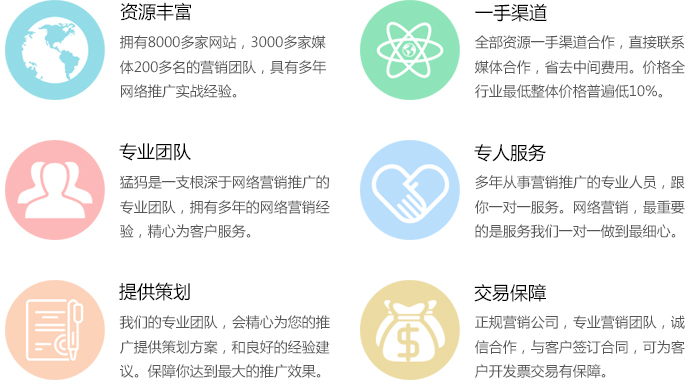 资源丰富
拥有8000多家网站，3000多家媒
体200多名的营销团队，具有多年
网络推广实战经验。
一手渠道
全部资源一手渠道合作，直接联系
媒体合作，省去中间费用。价格全
行业最低整体价格普遍低10%。
专业团队
猛犸是一支根深于网络营销推广的
专业团队，拥有多年的网络营销经
验，精心为客户服务。
专人服务
多年从事营销推广的专业人员，跟
你一对一服务。网络营销，最重要
的是服务我们一对一做到最细心。
提供策划
我们的专业团队，会精心为您的推
广提供策划方案，和良好的经验建
议。保障你达到最大的推广效果。
交易保障
正规营销公司，专业营销团队，诚
信合作，与客户签订合同，可为客
户开发票交易有保障。
$